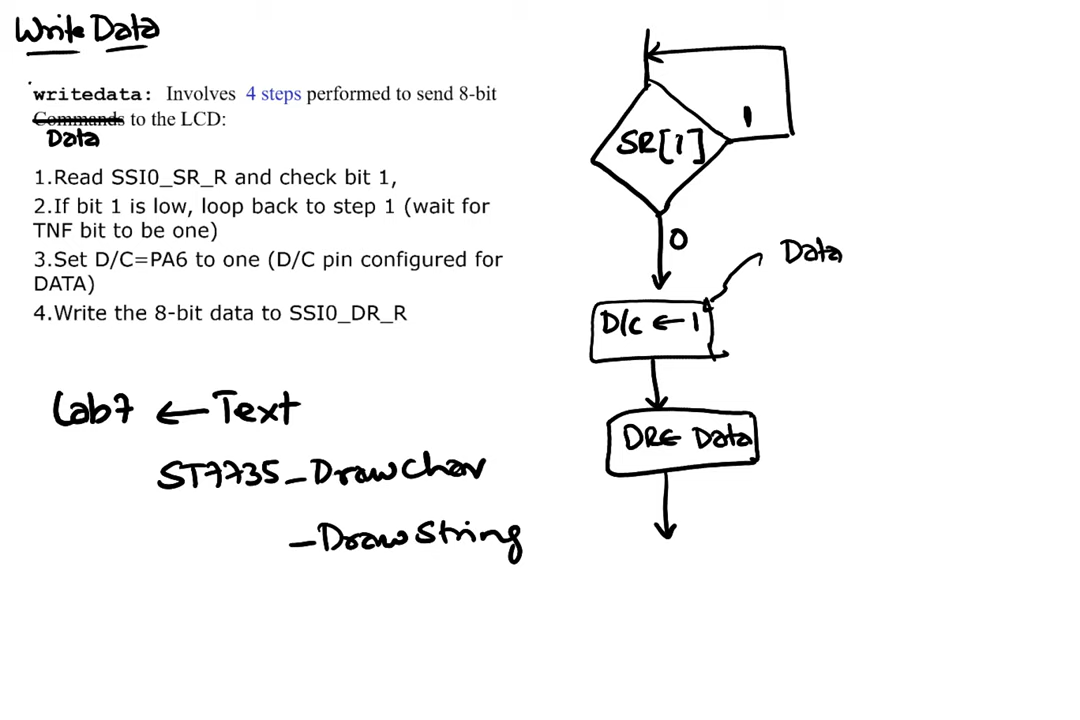 Write Data
writedata: Involves 4 steps performed to send 8-bit
Commands to the LCD:
Data
1.Read SSI0_SR_R and check bit 1,
2.If bit 1 is low, loop back to step 1 (wait for
TNF bit to be one)
3.Set D/C=PA6 to one (D/C pin configured for
DATA)
4.Write the 8-bit data to SSI0_DR_R
Lab7 ← Text
ST7735_DrawChar
_DrawString
SR[1]
1
0
Data
D/C ← 1
DR ← Data